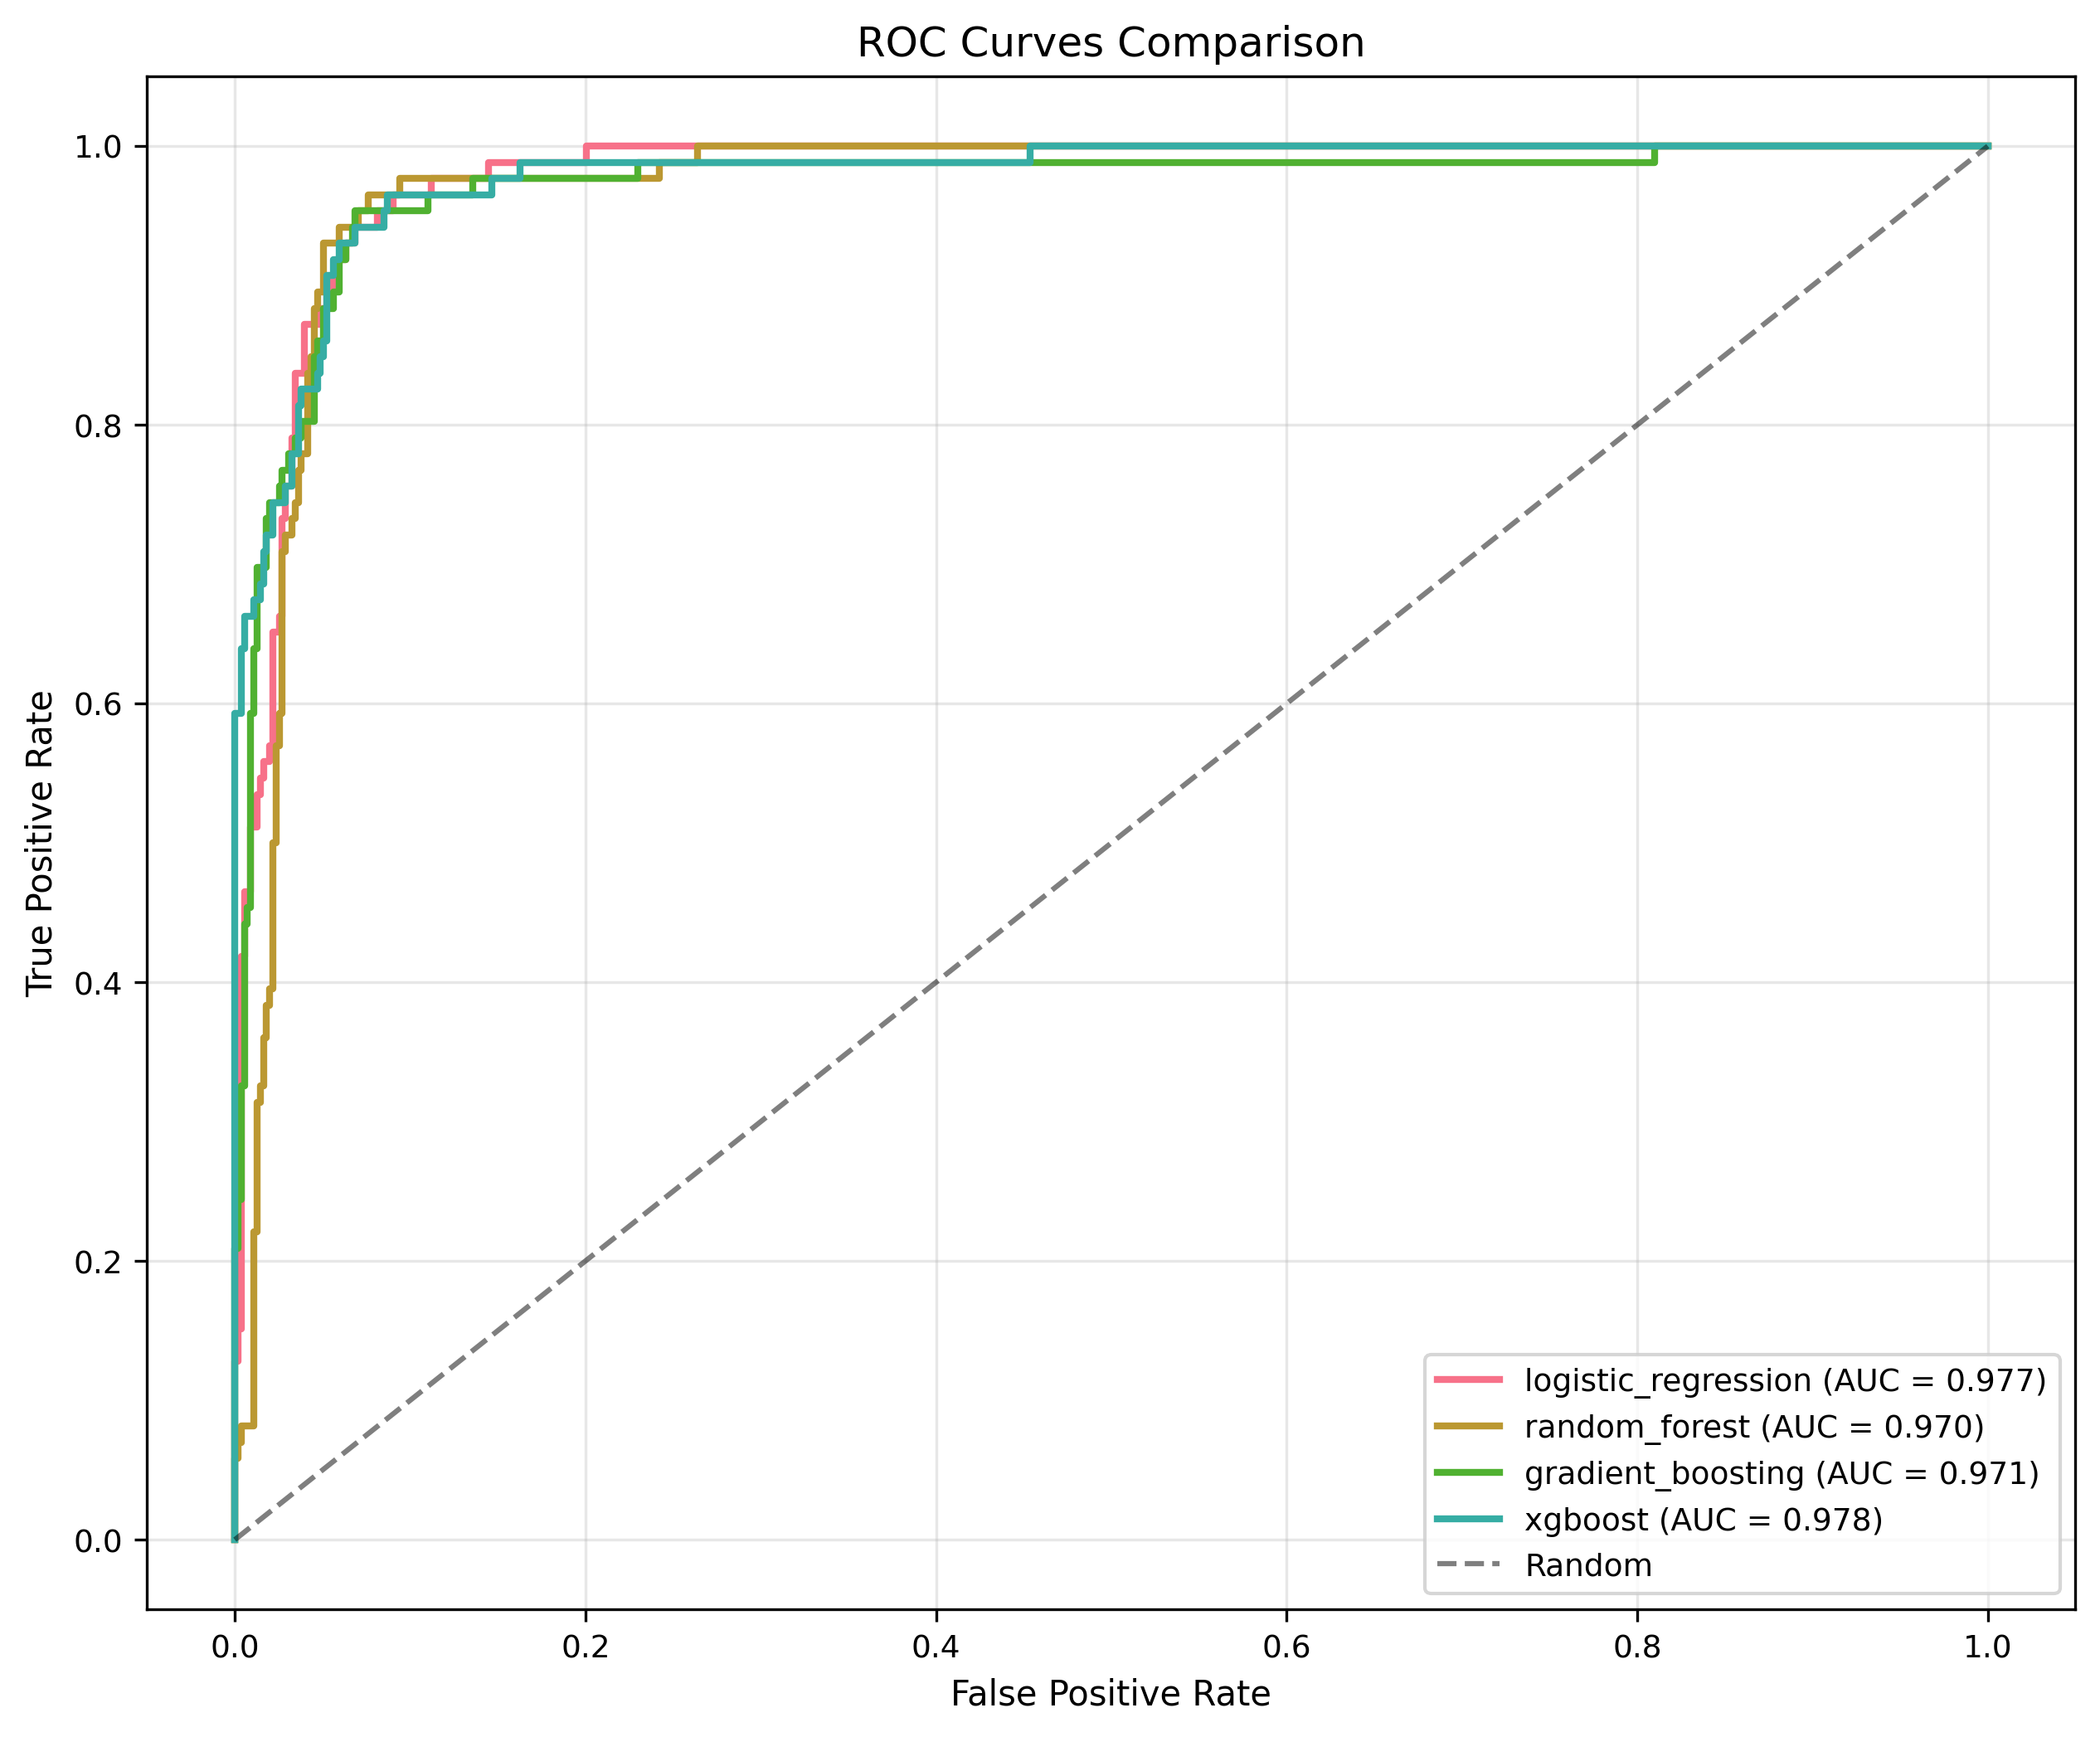 ROC Curves Comparison
True Positive Rate
1.0
0.8
0.6
0.4
0.2
0.0
0.0 0.2 0.4 0.6 0.8 1.0
False Positive Rate
logistic_regression (AUC = 0.977)
random_forest (AUC = 0.970)
gradient_boosting (AUC = 0.971)
xgboost (AUC = 0.978)
Random